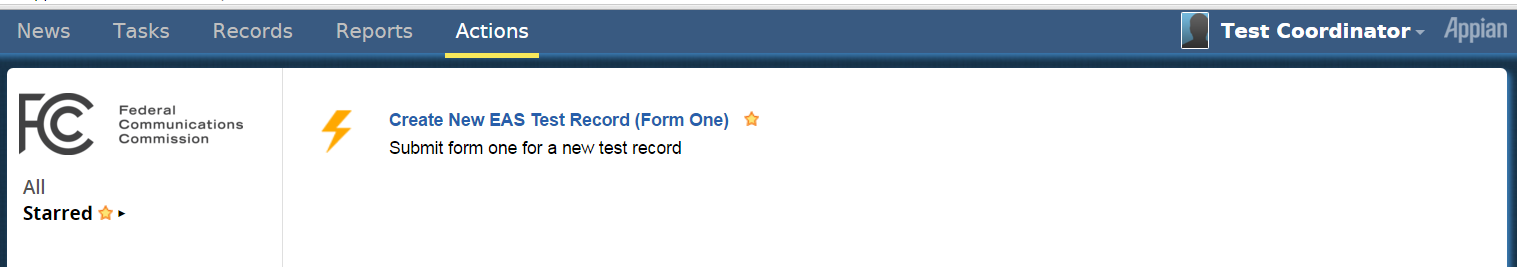 News Tasks Records Reports Actions Test Coordinator Appian
FCC Federal
Communications
Commission
All
Starred
Create New EAS Test Record (Form One)
Submit form one for a new test record